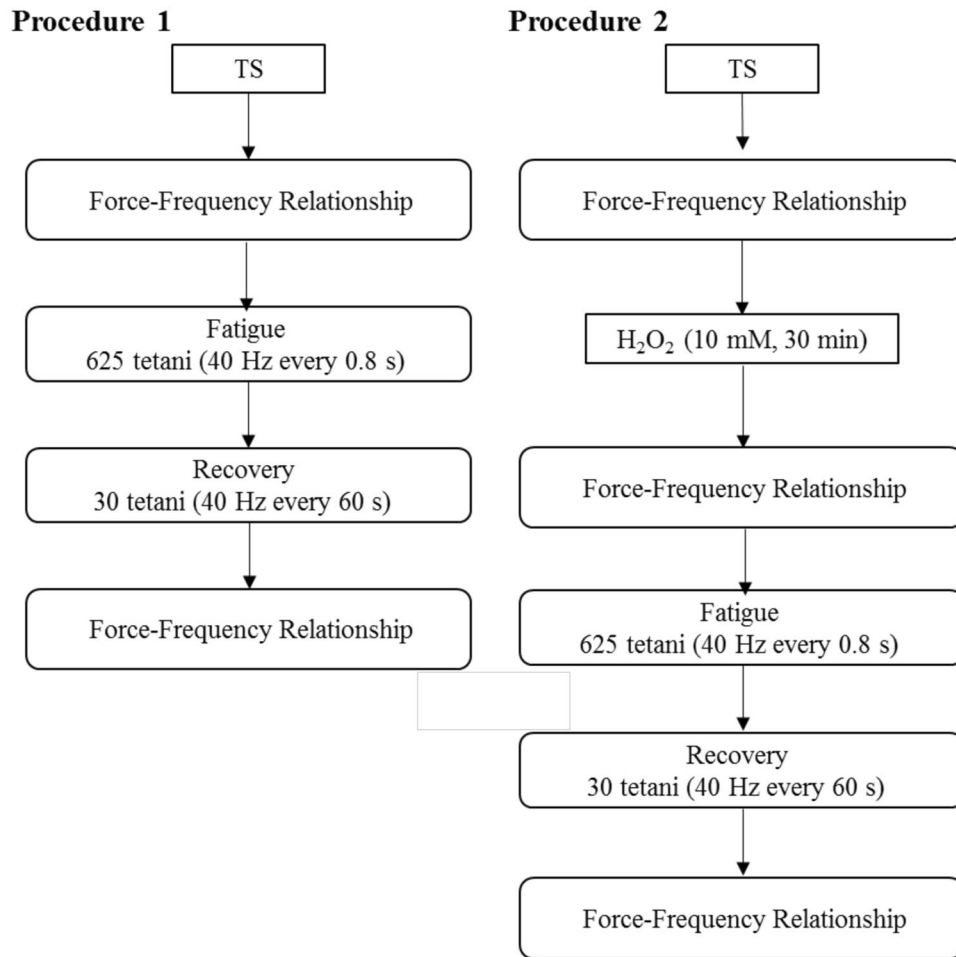 Procedure 1
TS
Force-Frequency Relationship
Fatigue
625 tetani (40 Hz every 0.8 s)
Recovery
30 tetani (40 Hz every 60 s)
Force-Frequency Relationship
Procedure 2
TS
Force-Frequency Relationship
H₂O₂ (10 mM, 30 min)
Force-Frequency Relationship
Fatigue
625 tetani (40 Hz every 0.8 s)
Recovery
30 tetani (40 Hz every 60 s)
Force-Frequency Relationship